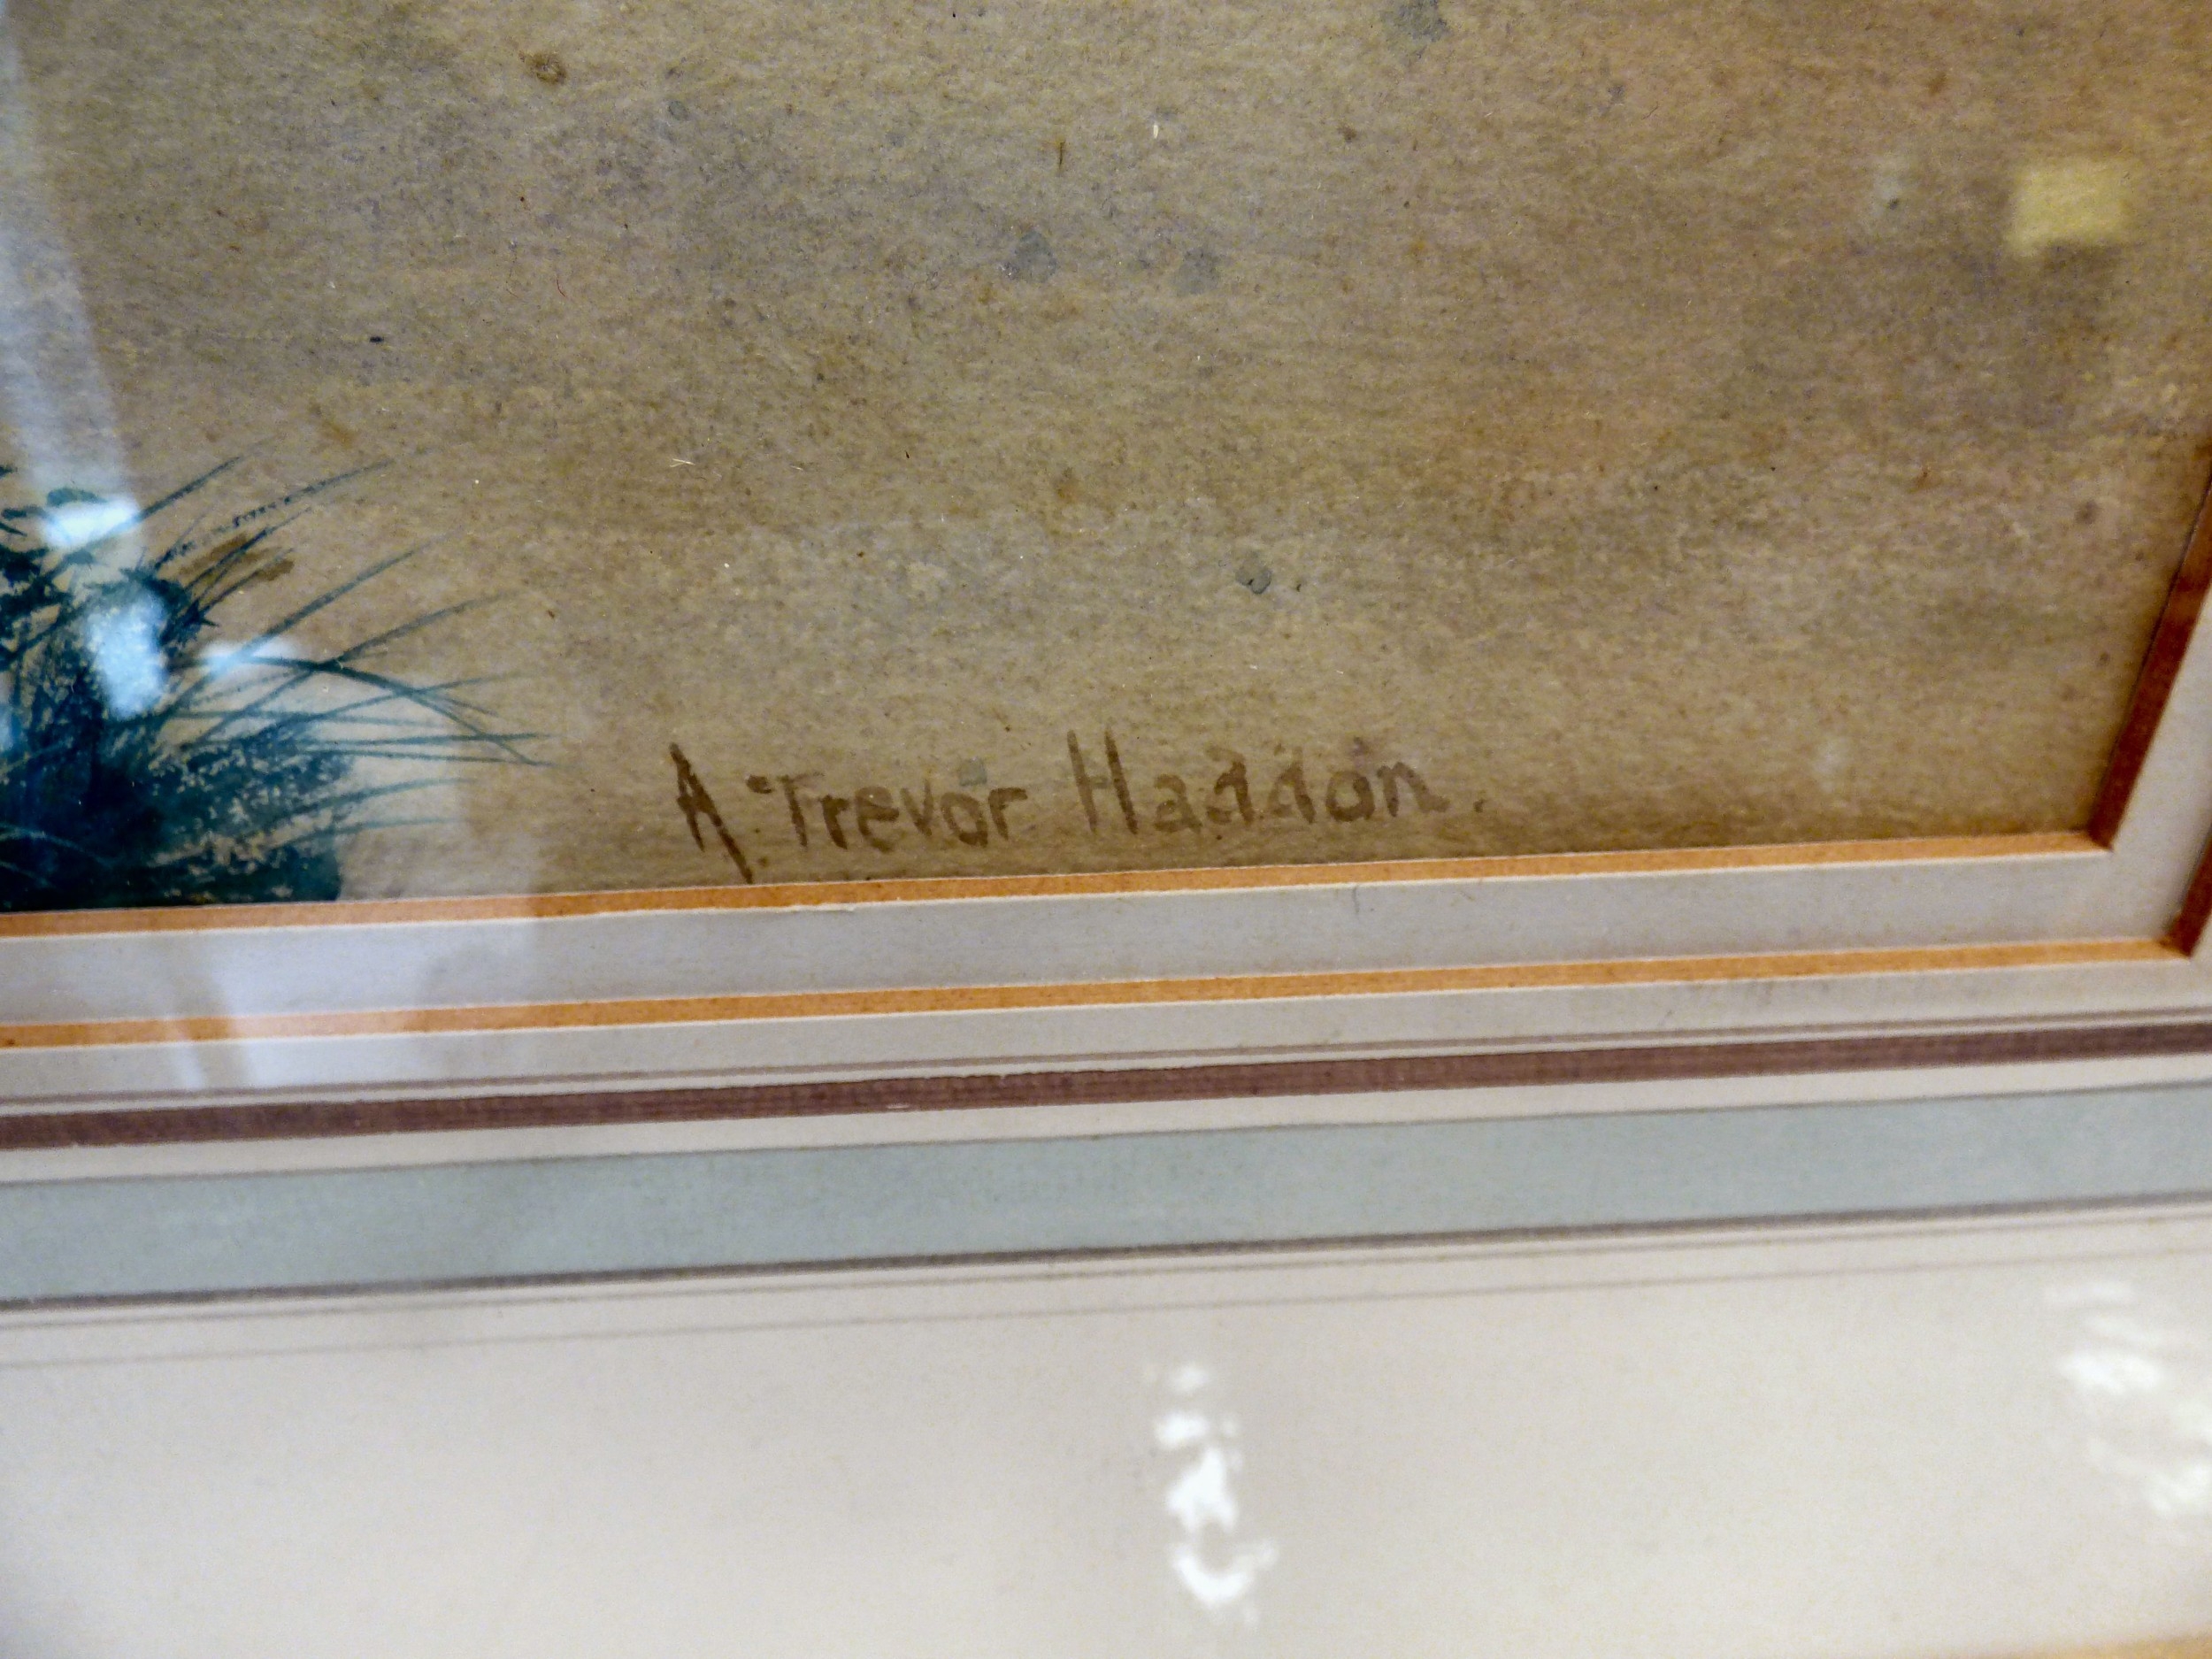 A. Trevor Haddon.